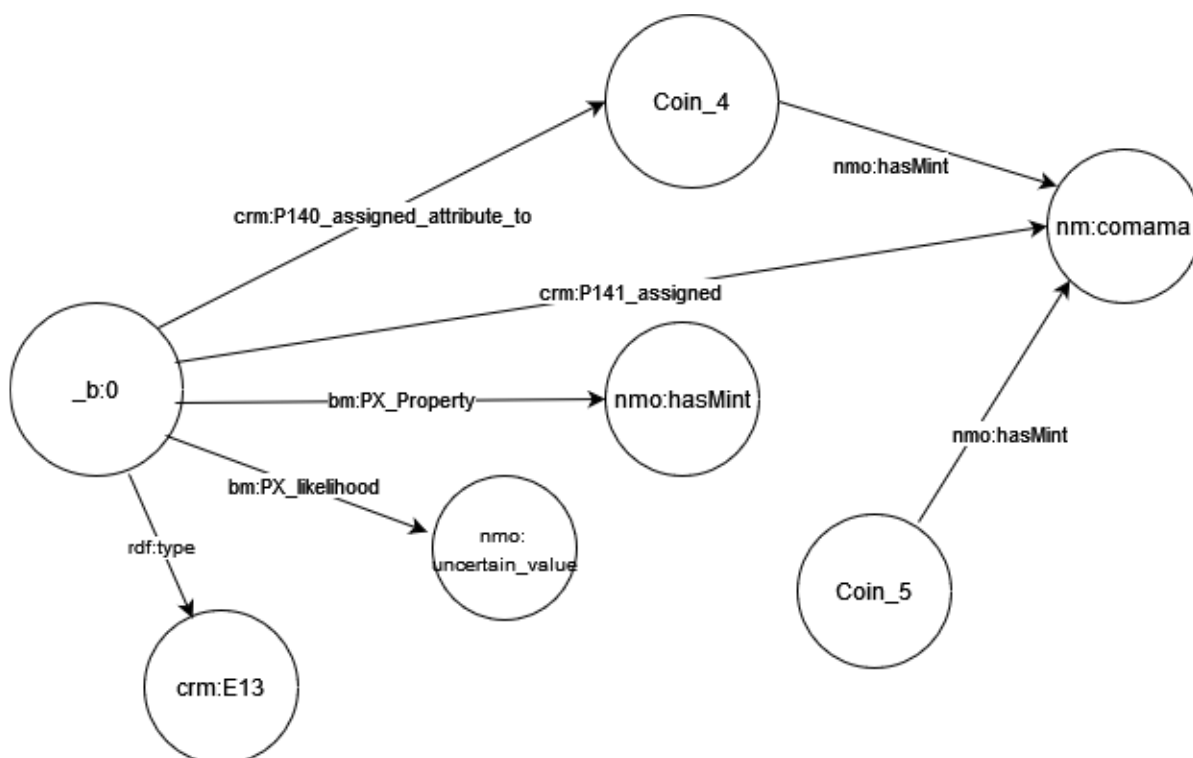 Coin_4
nmo:hasMint
nm:comama
crm:P140_assigned_attribute_to
crm:P141_assigned
_b:0
bm:PX_Property
nmo:hasMint
nmo:hasMint
bm:PX_likelihood
nmo:
uncertain_value
rdf:type
Coin_5
crm:E13